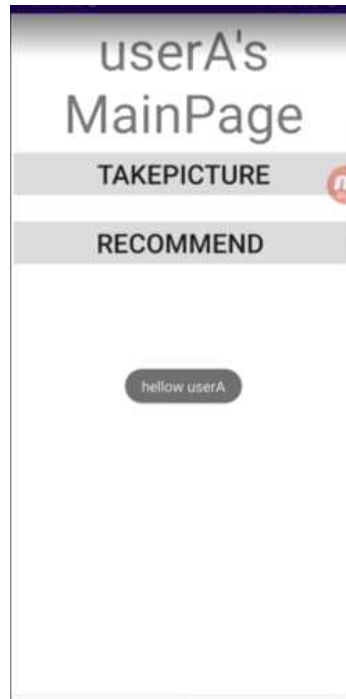 userA's
MainPage
TAKEPICTURE
RECOMMEND
hellow userA